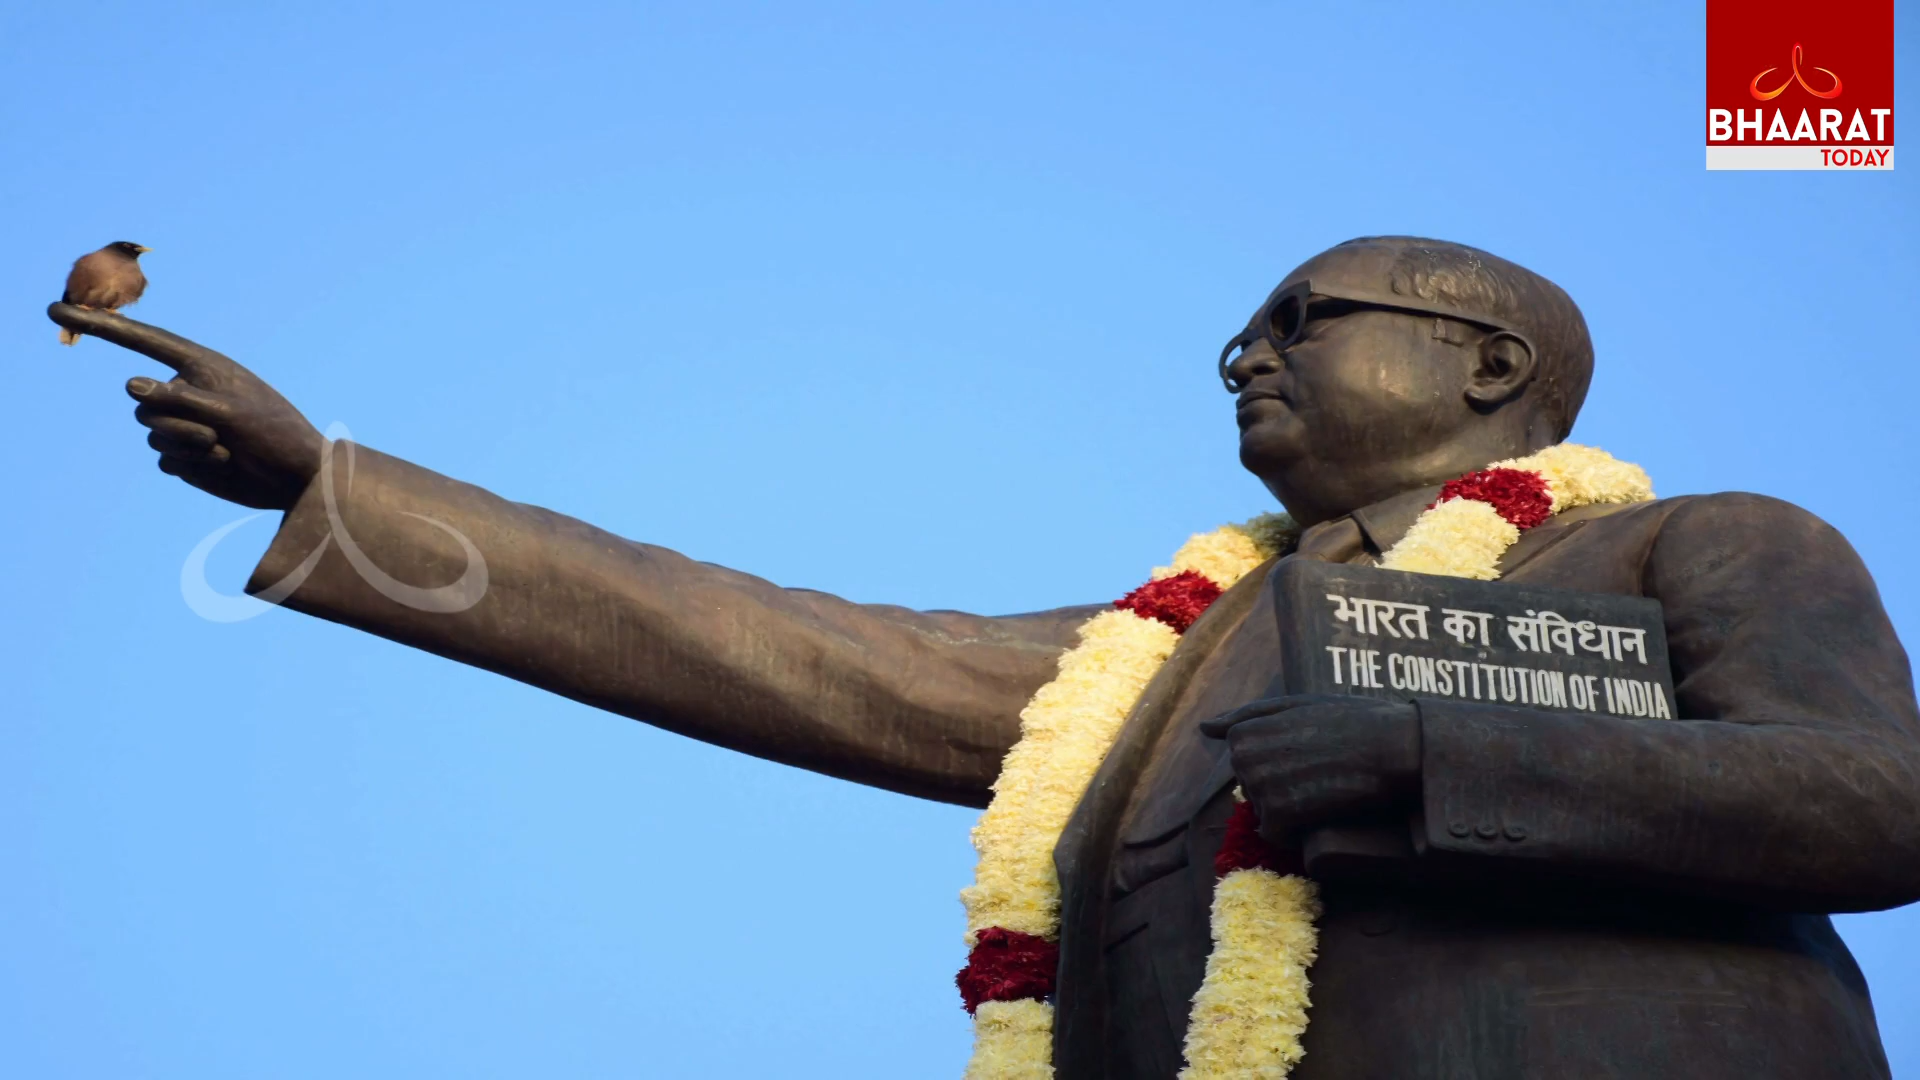 BHAARAT
TODAY
भारत का संविधान
THE CONSTITUTION OF INDIA